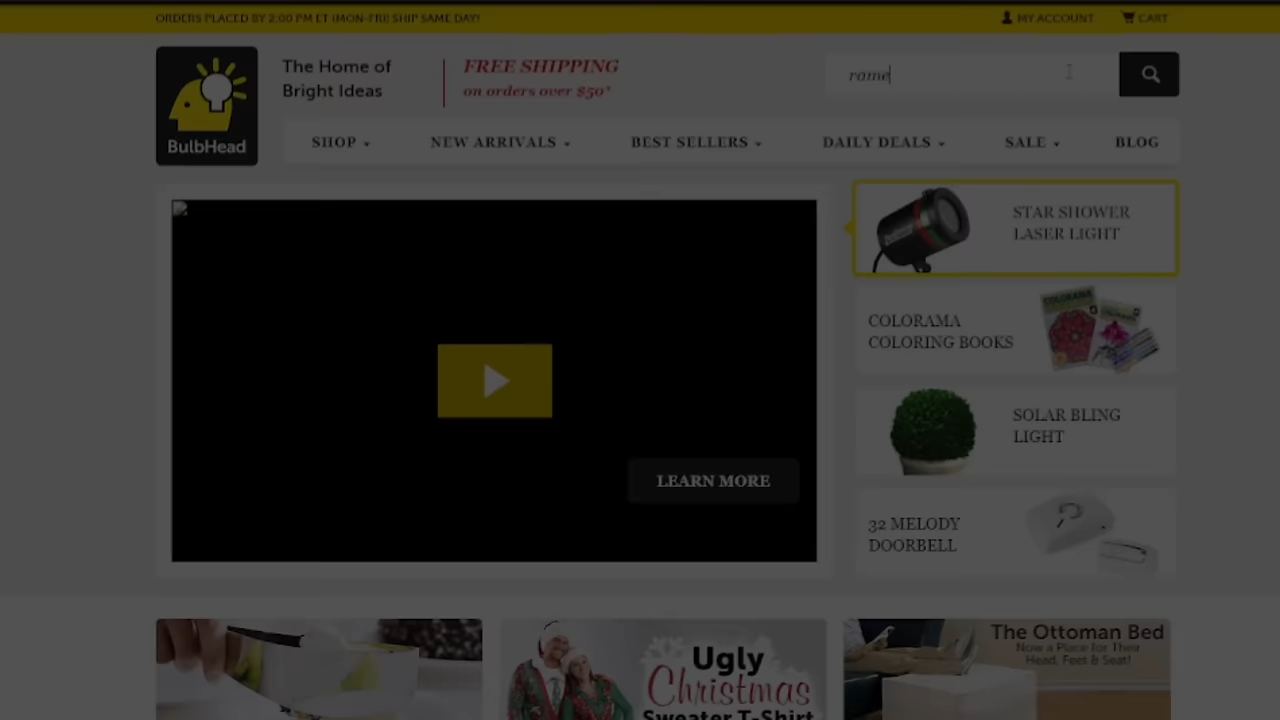 ORDERS PLACED BY 2:00 PM ET (MON-FRI) SHIP SAME DAY!
MY ACCOUNT
CART
The Home of
Bright Ideas
FREE SHIPPING
on orders over $50*
rame
BulbHead
SHOP
NEW ARRIVALS
BEST SELLERS
DAILY DEALS
SALE
BLOG
STAR SHOWER
LASER LIGHT
COLORAMA
COLORING BOOKS
COLORAMA
SOLAR BLING
LIGHT
LEARN MORE
32 MELODY
DOORBELL
Ugly
Christmas
Sweater T-Shirt
The Ottoman Bed
Now a Place for Their
Head, Feet & Seat!